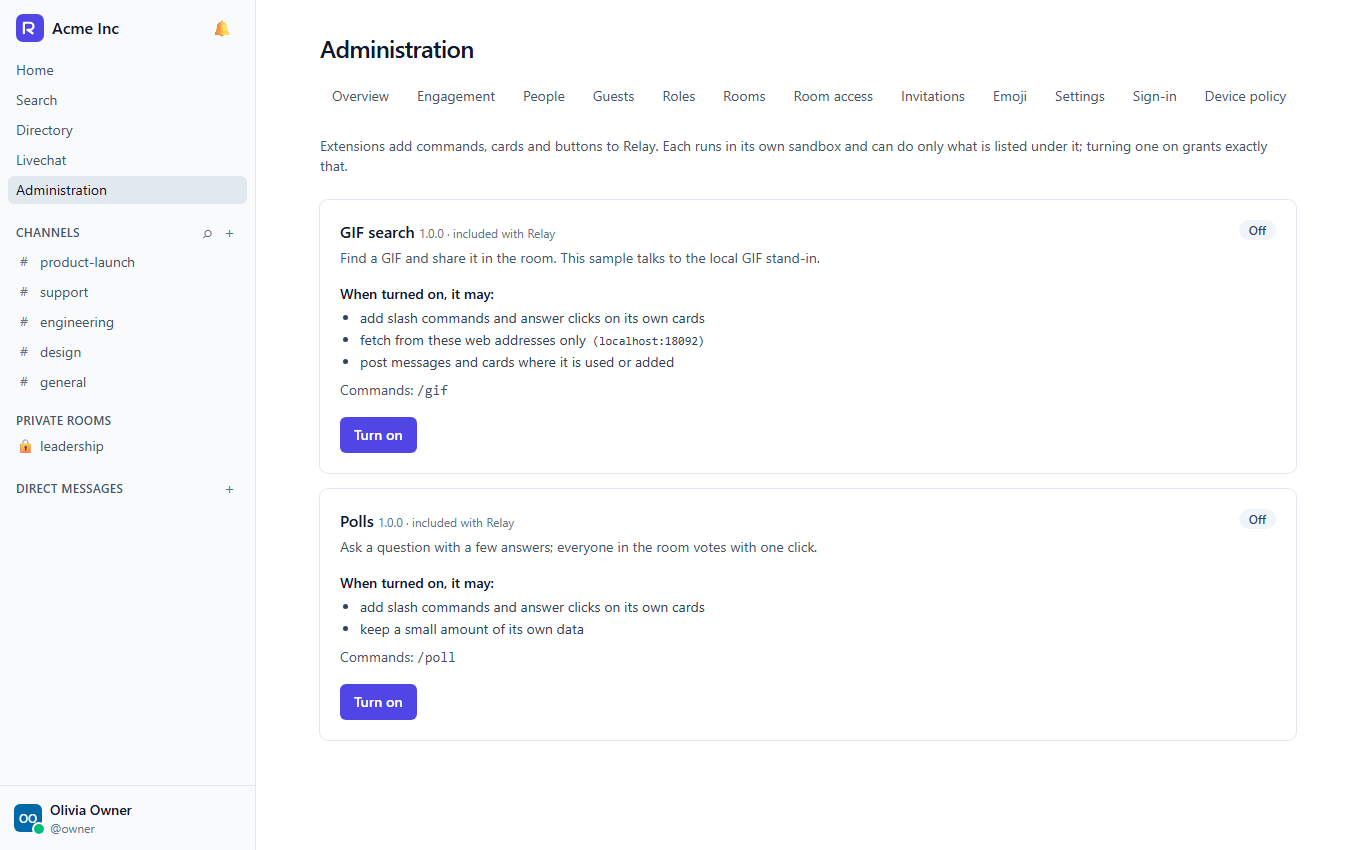 Acme Inc
Home
Search
Directory
Livechat
Administration
CHANNELS
# product-launch
# support
# engineering
# design
# general
PRIVATE ROOMS
leadership
DIRECT MESSAGES
OO
Olivia Owner
@owner
Administration
Overview Engagement People Guests Roles Rooms Room access Invitations Emoji Settings Sign-in Device policy
Extensions add commands, cards and buttons to Relay. Each runs in its own sandbox and can do only what is listed under it; turning one on grants exactly
that.
GIF search 1.0.0 · included with Relay
Off
Find a GIF and share it in the room. This sample talks to the local GIF stand-in.
When turned on, it may:
• add slash commands and answer clicks on its own cards
• fetch from these web addresses only (localhost:18092)
• post messages and cards where it is used or added
Commands: /gif
Turn on
Polls 1.0.0 · included with Relay
Off
Ask a question with a few answers; everyone in the room votes with one click.
When turned on, it may:
• add slash commands and answer clicks on its own cards
• keep a small amount of its own data
Commands: /poll
Turn on